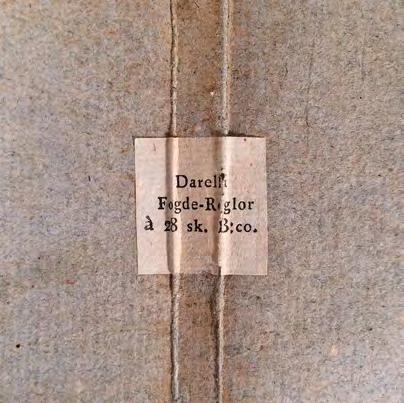 Darelli
Fogde-Reglor
à 28 sk. B:co.